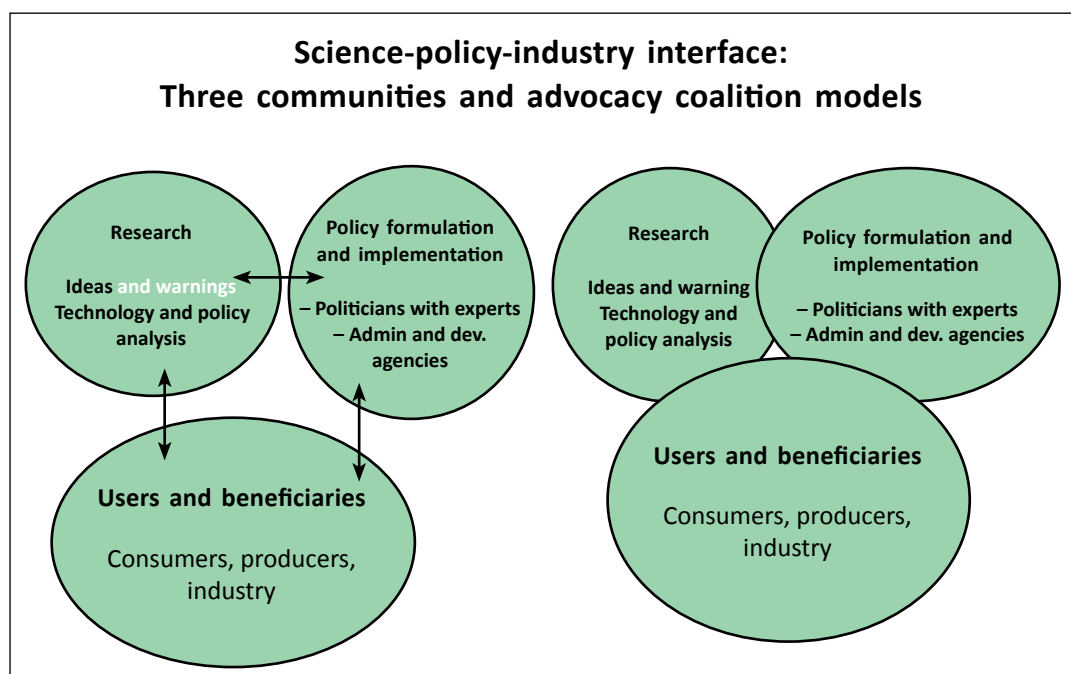 Science-policy-industry interface:
Three communities and advocacy coalition models
Research
Ideas and warnings
Technology and policy
analysis
Policy formulation
and implementation
– Politicians with experts
– Admin and dev.
agencies
Users and beneficiaries
Consumers, producers,
industry
Research
Ideas and warning
Technology and
policy analysis
Policy formulation and
implementation
– Politicians with experts
– Admin and dev. agencies
Users and beneficiaries
Consumers, producers,
industry